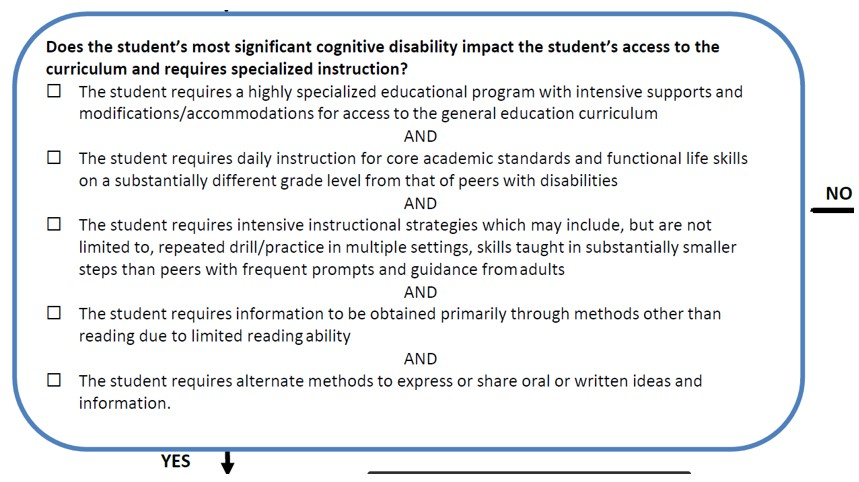 Does the student's most significant cognitive disability impact the student's access to the
curriculum and requires specialized instruction?
☐ The student requires a highly specialized educational program with intensive supports and
modifications/accommodations for access to the general education curriculum
AND
☐ The student requires daily instruction for core academic standards and functional life skills
on a substantially different grade level from that of peers with disabilities
AND
☐ The student requires intensive instructional strategies which may include, but are not
limited to, repeated drill/practice in multiple settings, skills taught in substantially smaller
steps than peers with frequent prompts and guidance from adults
AND
☐ The student requires information to be obtained primarily through methods other than
reading due to limited reading ability
AND
☐ The student requires alternate methods to express or share oral or written ideas and
information.
NO
YES